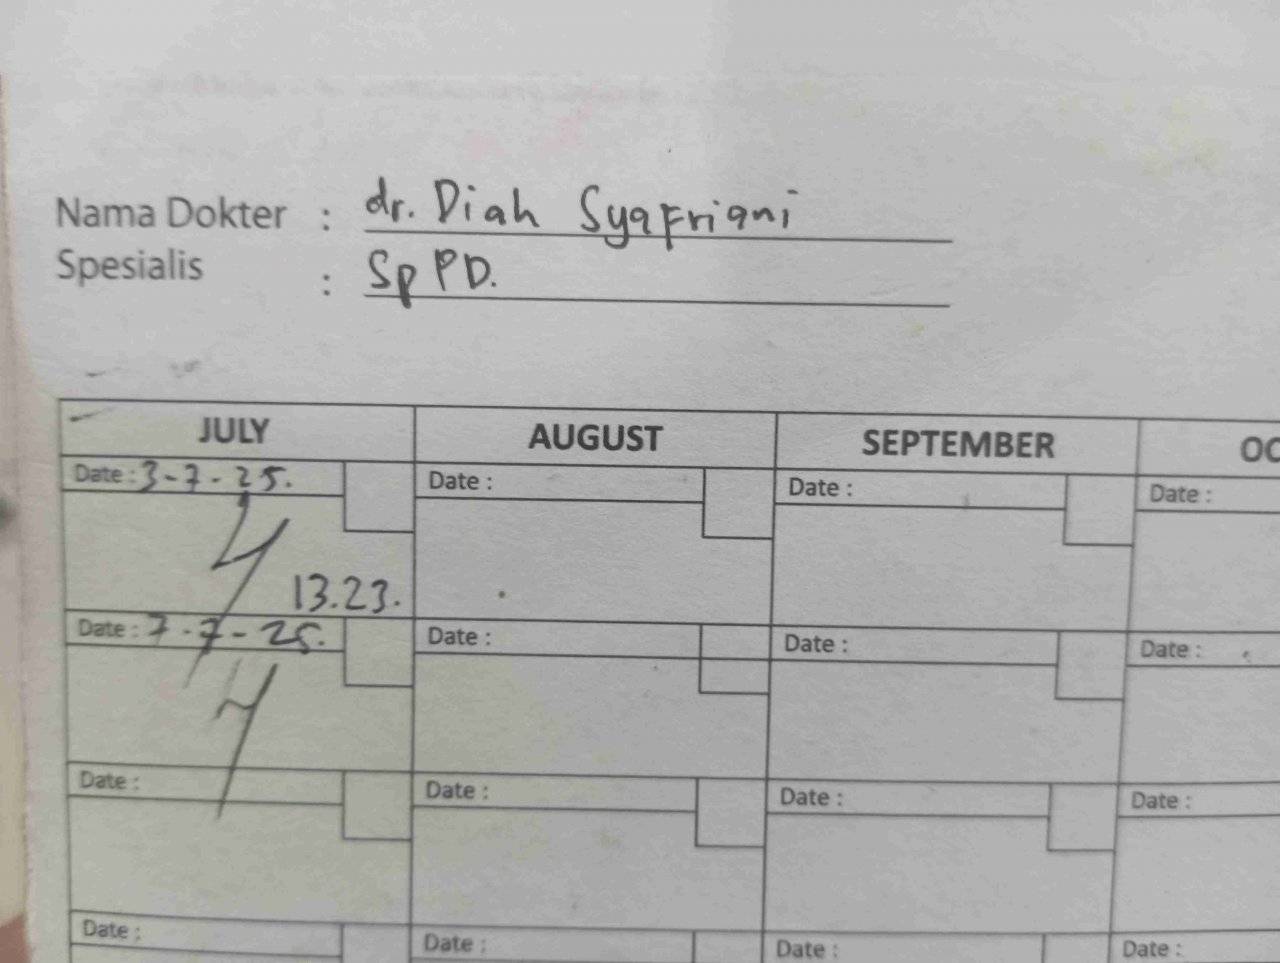 Nama Dokter : dr. Diah Syafriani
Spesialis : Sp PD.
JULY AUGUST SEPTEMBER OC
Date : 3-7-25. Date : Date : Date :
13.23.
Date : 7-7-25. Date : Date : Date :
Date : Date : Date : Date :
Date : Date : Date : Date :